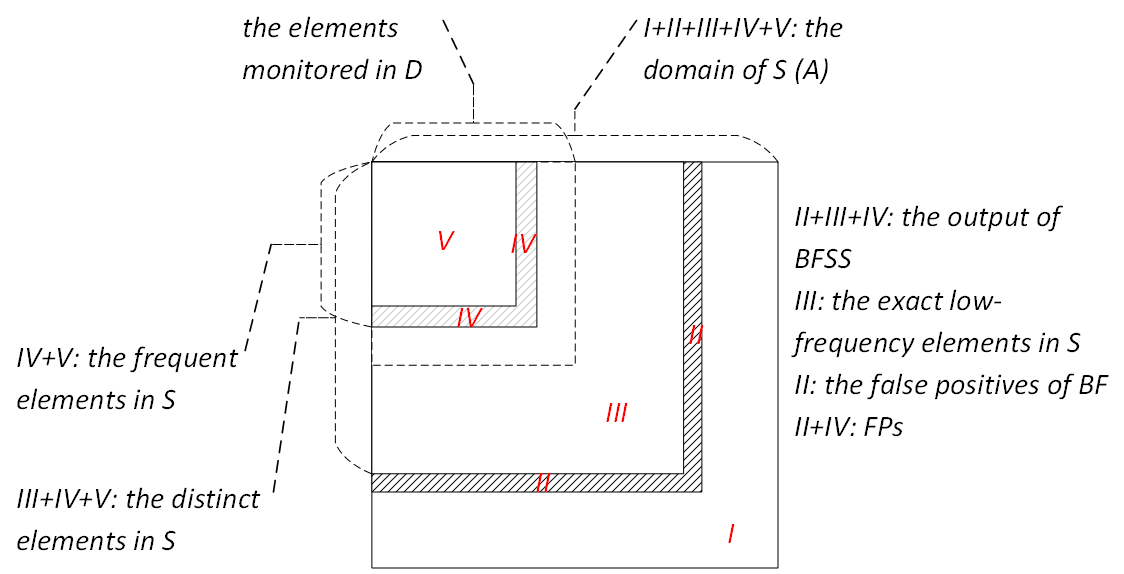 the elements
monitored in D
I+II+III+IV+V: the
domain of S (A)
V
IV
IV
II
III
II
I
II+III+IV: the output of
BFSS
III: the exact low-
frequency elements in S
II: the false positives of BF
II+IV: FPs
IV+V: the frequent
elements in S
III+IV+V: the distinct
elements in S